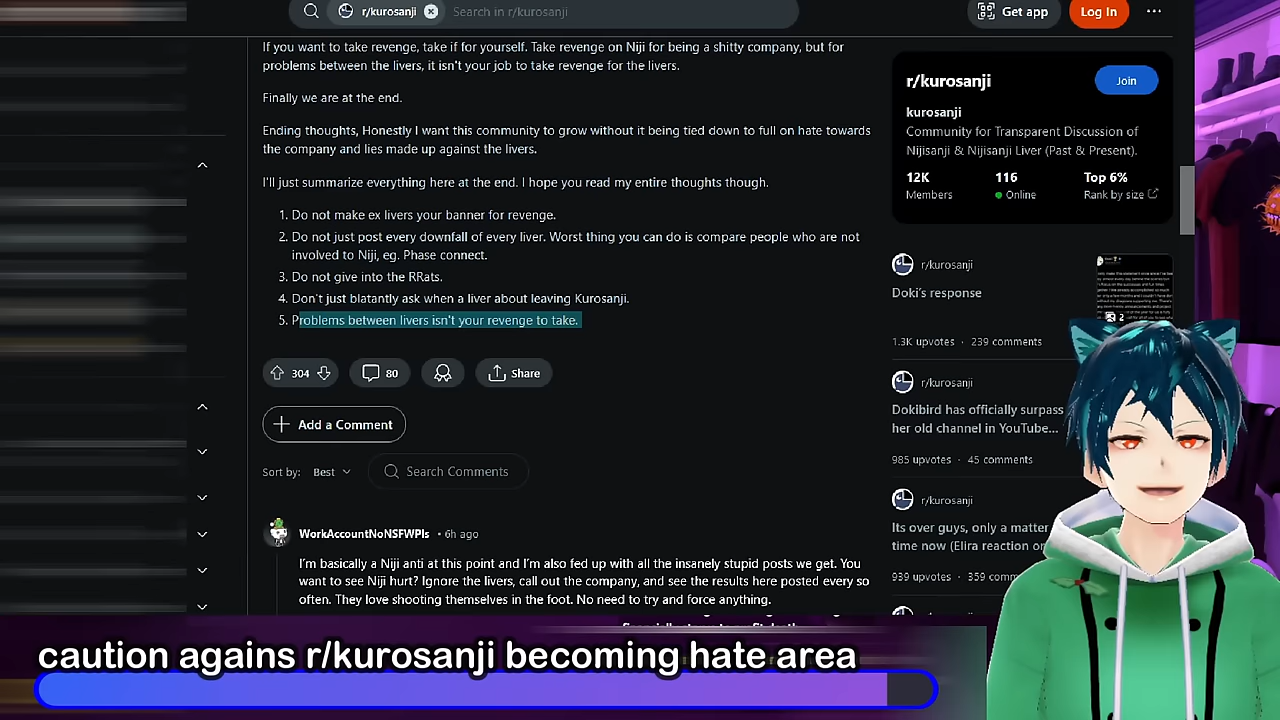 r/kurosanji
Search in r/kurosanji
Get app
Log In
If you want to take revenge, take if for yourself. Take revenge on Niji for being a shitty company, but for
problems between the livers, it isn't your job to take revenge for the livers.
Finally we are at the end.
Ending thoughts, Honestly I want this community to grow without it being tied down to full on hate towards
the company and lies made up against the livers.
I'll just summarize everything here at the end. I hope you read my entire thoughts though.
1. Do not make ex livers your banner for revenge.
2. Do not just post every downfall of every liver. Worst thing you can do is compare people who are not
involved to Niji, eg. Phase connect.
3. Do not give into the RRats.
4. Don't just blatantly warn a liver about leaving Kurosanji.
5. Problems between livers isn't your revenge to take.
304
80
Share
Add a Comment
Sort by: Best
Search Comments
WorkAccountNoNSFWPls • 6h ago
I'm basically a Niji anti at this point and I'm also fed up with all the insanely stupid posts we get. You
want to see Niji hurt? Ignore the livers, call out the company, and see the results here posted every so
often. They love shooting themselves in the foot. No need to try and force anything.
r/kurosanji
Join
kurosanji
Community for Transparent Discussion of
Nijisanji & Nijisanji Liver (Past & Present).
12K
116
Top 6%
Members
Online
Rank by size
r/kurosanji
Doki's response
2
1.3K upvotes • 239 comments
r/kurosanji
Dokibird has officially surpass
her old channel in YouTube...
985 upvotes • 45 comments
r/kurosanji
Its over guys, only a matter
time now (Elira reaction on
939 upvotes • 359 comm
caution agains r/kurosanji becoming hate area